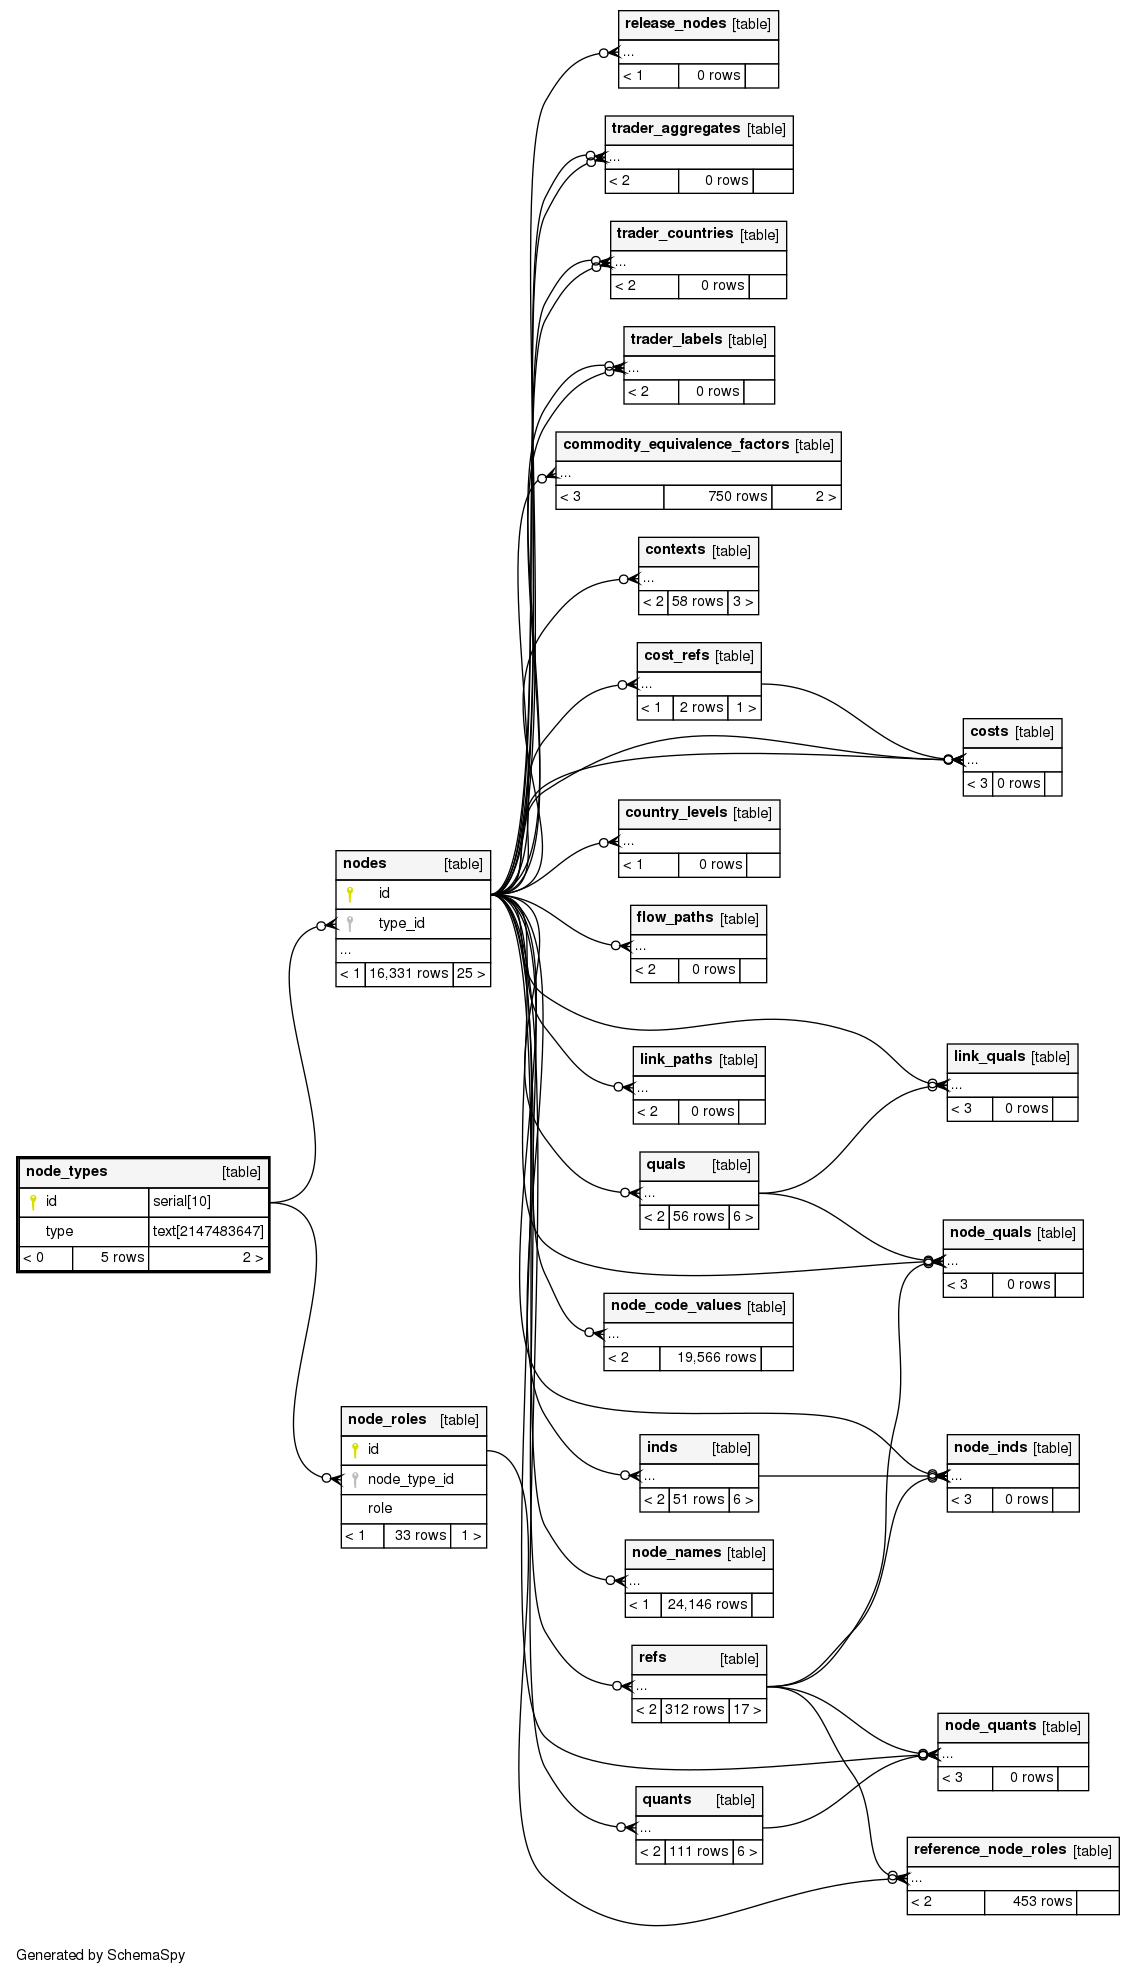 release_nodes [table]
...
< 1 0 rows
trader_aggregates [table]
...
< 2 0 rows
trader_countries [table]
...
< 2 0 rows
trader_labels [table]
...
< 2 0 rows
commodity_equivalence_factors [table]
...
< 3 750 rows 2 >
contexts [table]
...
< 2 58 rows 3 >
cost_refs [table]
...
< 1 2 rows 1 >
costs [table]
...
< 3 0 rows
country_levels [table]
...
< 1 0 rows
nodes [table]
id
type_id
...
< 1 16,331 rows 25 >
flow_paths [table]
...
< 2 0 rows
link_paths [table]
...
< 2 0 rows
link_quals [table]
...
< 3 0 rows
node_types [table]
id serial[10]
type text[2147483647]
< 0 5 rows 2 >
quals [table]
...
< 2 56 rows 6 >
node_quals [table]
...
< 3 0 rows
node_code_values [table]
...
< 2 19,566 rows
node_roles [table]
id
node_type_id
role
< 1 33 rows 1 >
inds [table]
...
< 2 51 rows 6 >
node_inds [table]
...
< 3 0 rows
node_names [table]
...
< 1 24,146 rows
refs [table]
...
< 2 312 rows 17 >
node_quants [table]
...
< 3 0 rows
quants [table]
...
< 2 111 rows 6 >
reference_node_roles [table]
...
< 2 453 rows
Generated by SchemaSpy